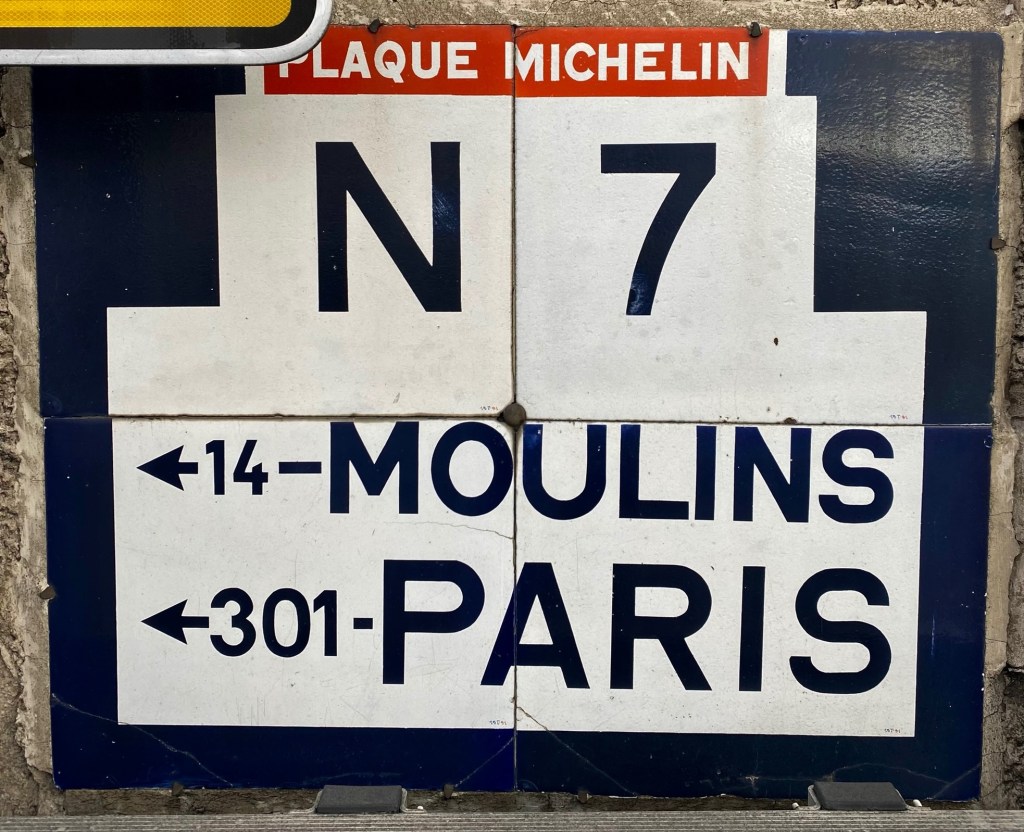 PLAQUE MICHELIN
N 7
←14–MOULINS
←301-PARIS